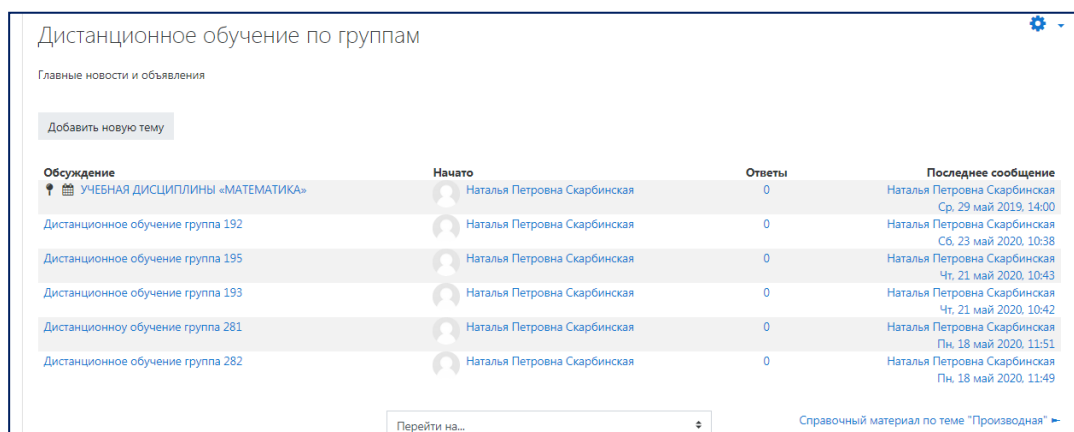 Дистанционное обучение по группам
Главные новости и объявления
Добавить новую тему
Обсуждение Начато Ответы Последнее сообщение
УЧЕБНАЯ ДИСЦИПЛИНЫ «МАТЕМАТИКА» Наталья Петровна Скарбинская 0 Наталья Петровна Скарбинская
Ср, 29 май 2019, 14:00
Дистанционное обучение группа 192 Наталья Петровна Скарбинская 0 Наталья Петровна Скарбинская
Сб, 23 май 2020, 10:38
Дистанционное обучение группа 195 Наталья Петровна Скарбинская 0 Наталья Петровна Скарбинская
Чт, 21 май 2020, 10:43
Дистанционное обучение группа 193 Наталья Петровна Скарбинская 0 Наталья Петровна Скарбинская
Чт, 21 май 2020, 10:42
Дистанционноу обучение группа 281 Наталья Петровна Скарбинская 0 Наталья Петровна Скарбинская
Пн, 18 май 2020, 11:51
Дистанционное обучение группа 282 Наталья Петровна Скарбинская 0 Наталья Петровна Скарбинская
Пн, 18 май 2020, 11:49
Перейти на... Справочный материал по теме "Производная" ►